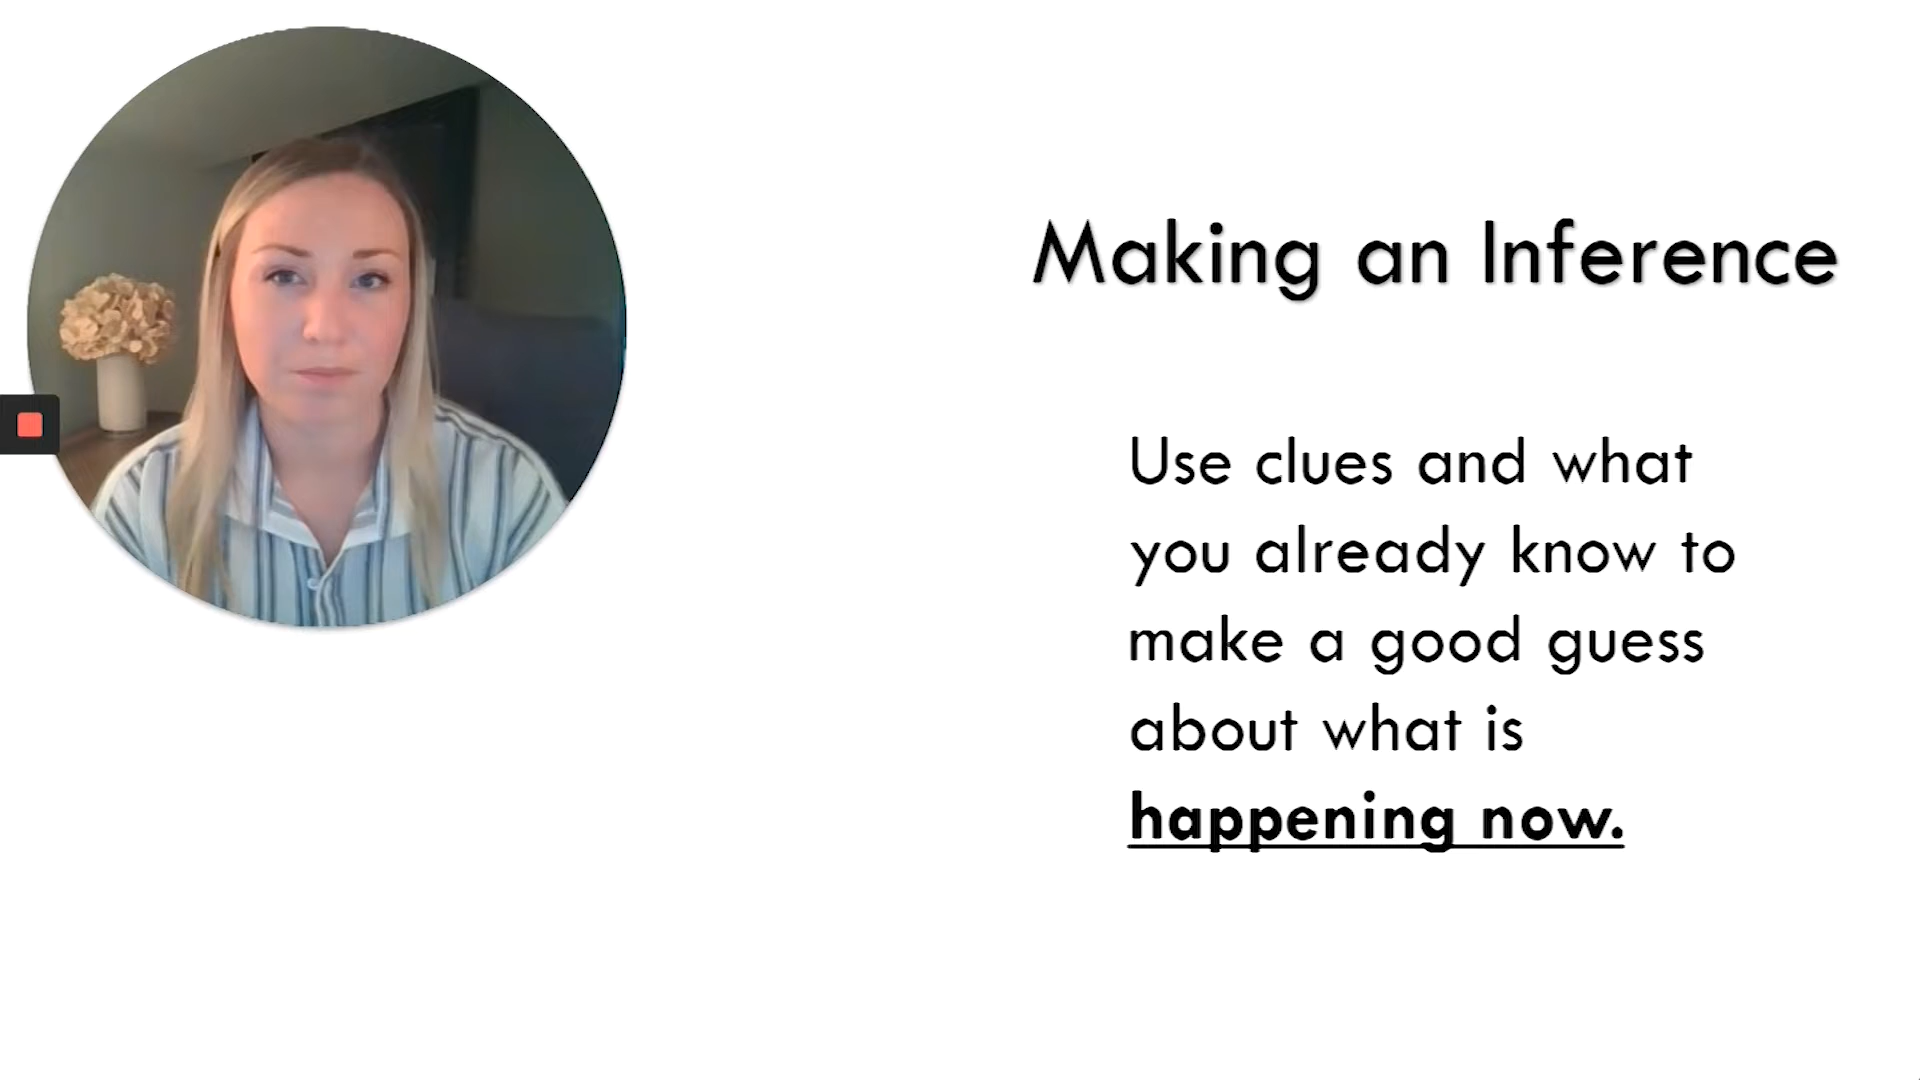 Making an Inference
Use clues and what
you already know to
make a good guess
about what is
happening now.